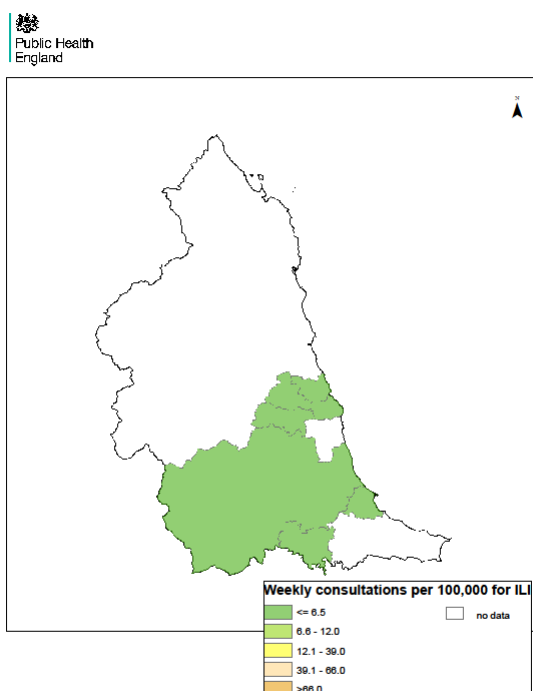 Public Health
England
N
Weekly consultations per 100,000 for ILI
<= 6.5
no data
6.6 - 12.0
12.1 - 39.0
39.1 - 66.0
>66.0